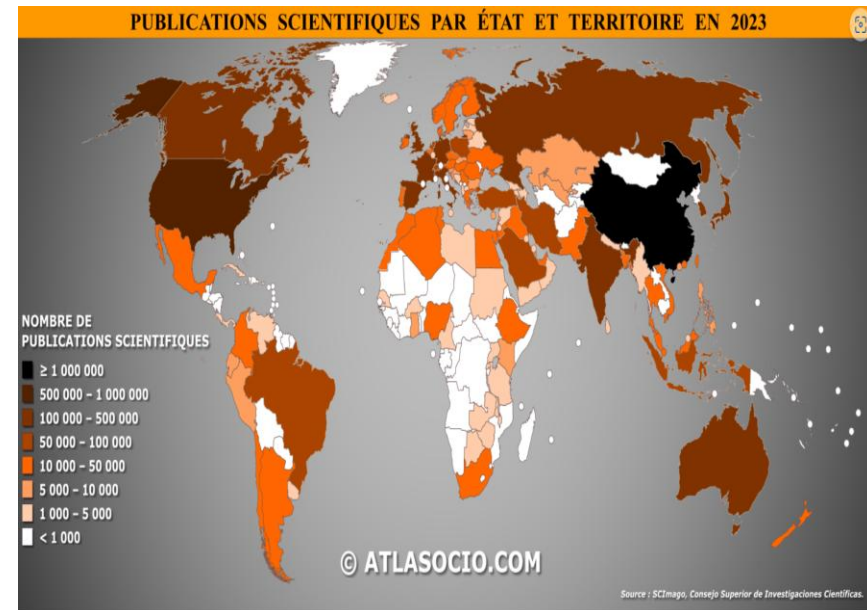 PUBLICATIONS SCIENTIFIQUES PAR ÉTAT ET TERRITOIRE EN 2023
NOMBRE DE
PUBLICATIONS SCIENTIFIQUES
≥ 1 000 000
500 000 – 1 000 000
100 000 – 500 000
50 000 – 100 000
10 000 – 50 000
5 000 – 10 000
1 000 – 5 000
< 1 000
© ATLASOCIO.COM
Source : SCImago, Consejo Superior de Investigaciones Científicas.